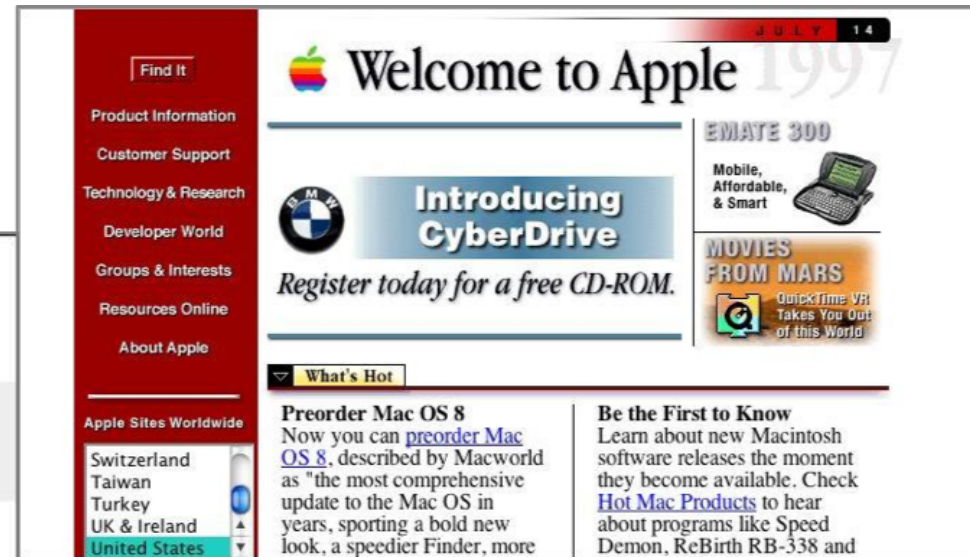 JULY 14
1997
Welcome to Apple
Find It
Product Information
Customer Support
Technology & Research
Developer World
Groups & Interests
Resources Online
About Apple
Apple Sites Worldwide
Switzerland
Taiwan
Turkey
UK & Ireland
United States
BMW
Introducing
CyberDrive
Register today for a free CD-ROM.
EMATE 300
Mobile,
Affordable,
& Smart
MOVIES
FROM MARS
QuickTime VR
Takes You Out
of this World
What's Hot
Preorder Mac OS 8
Now you can preorder Mac
OS 8, described by Macworld
as "the most comprehensive
update to the Mac OS in
years, sporting a bold new
look, a speedier Finder, more
Be the First to Know
Learn about new Macintosh
software releases the moment
they become available. Check
Hot Mac Products to hear
about programs like Speed
Demon, ReBirth RB-338 and